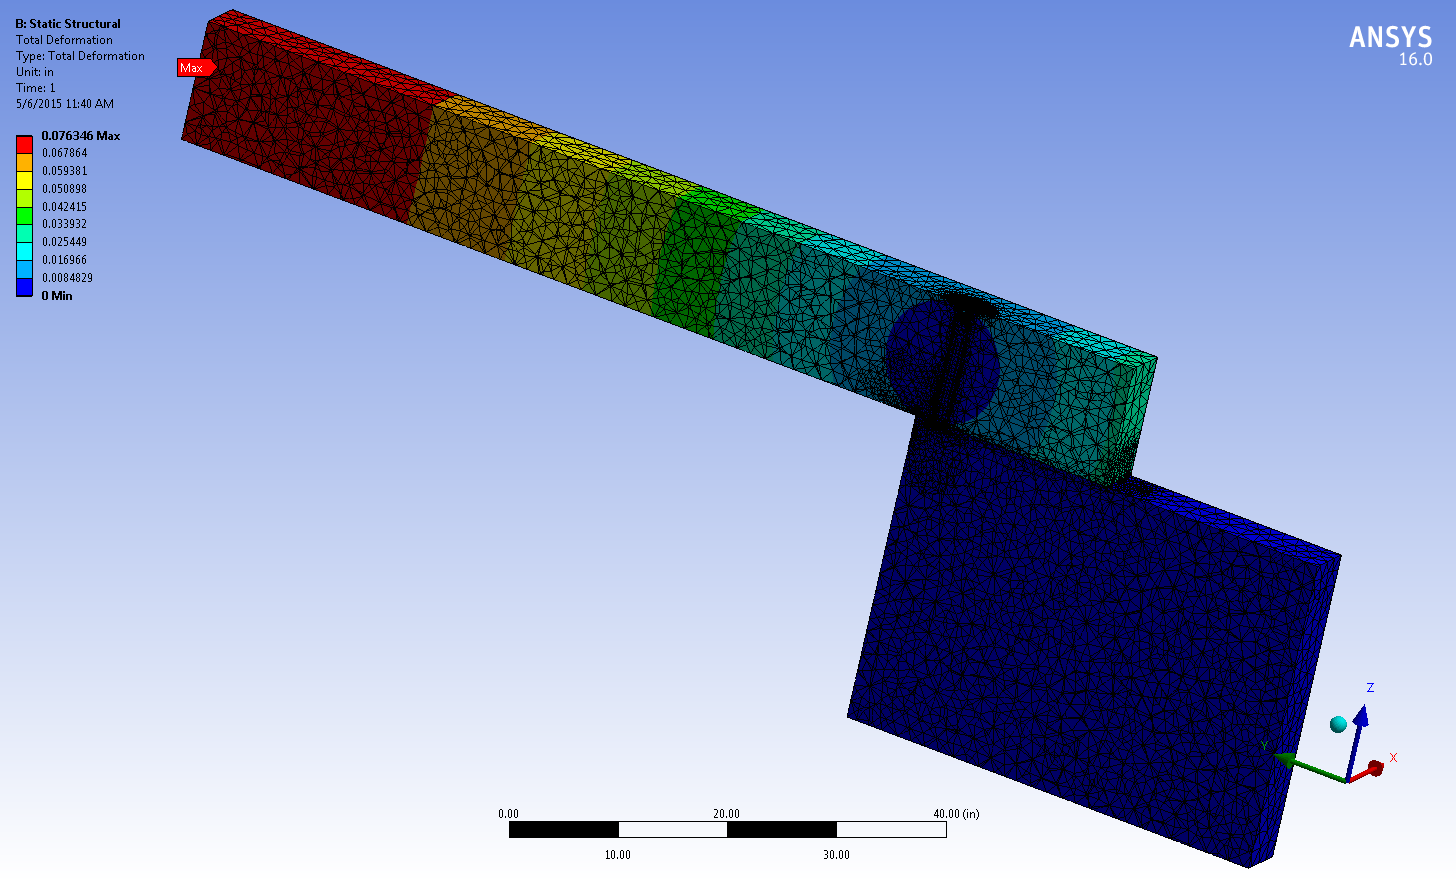 B: Static Structural
Total Deformation
Type: Total Deformation
Unit: in
Time: 1
5/6/2015 11:40 AM
ANSYS
16.0
Max
0.076346 Max
0.067864
0.059381
0.050898
0.042415
0.033932
0.025449
0.016966
0.0084829
0 Min
Z
Y
X
0.00 20.00 40.00 (in)
10.00 30.00